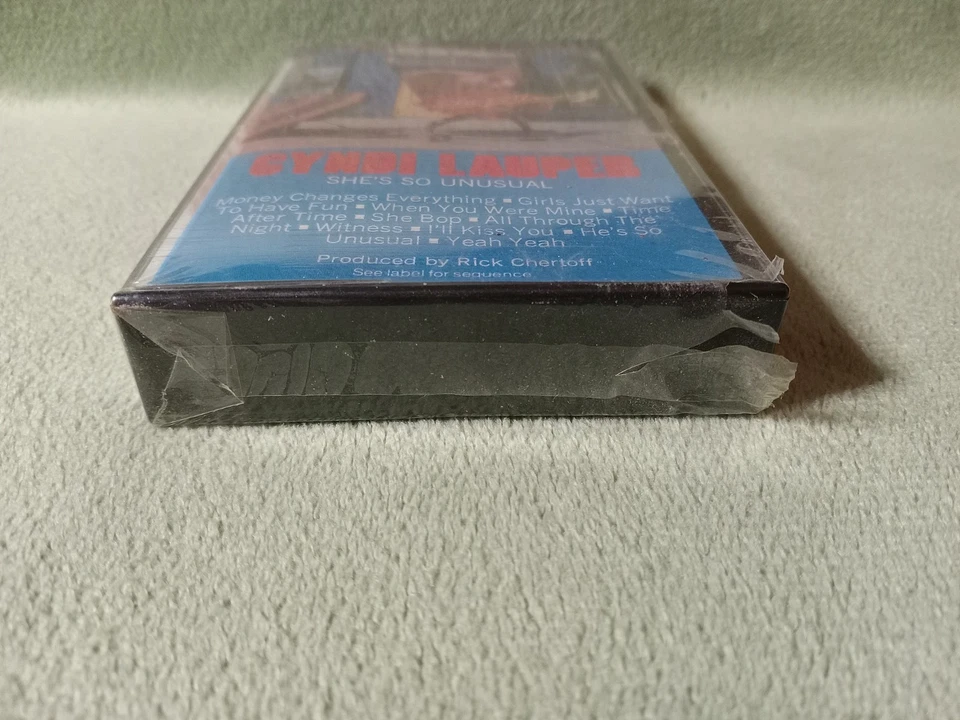 CYNDI LAUPER
SHE'S SO UNUSUAL
Money Changes Everything ▪ Girls Just Want
To Have Fun ▪ When You Were Mine ▪ Time
After Time ▪ She Bop ▪ All Through The
Night ▪ Witness ▪ I'll Kiss You ▪ He's So
Unusual ▪ Yeah Yeah
Produced by Rick Chertoff
See label for sequence